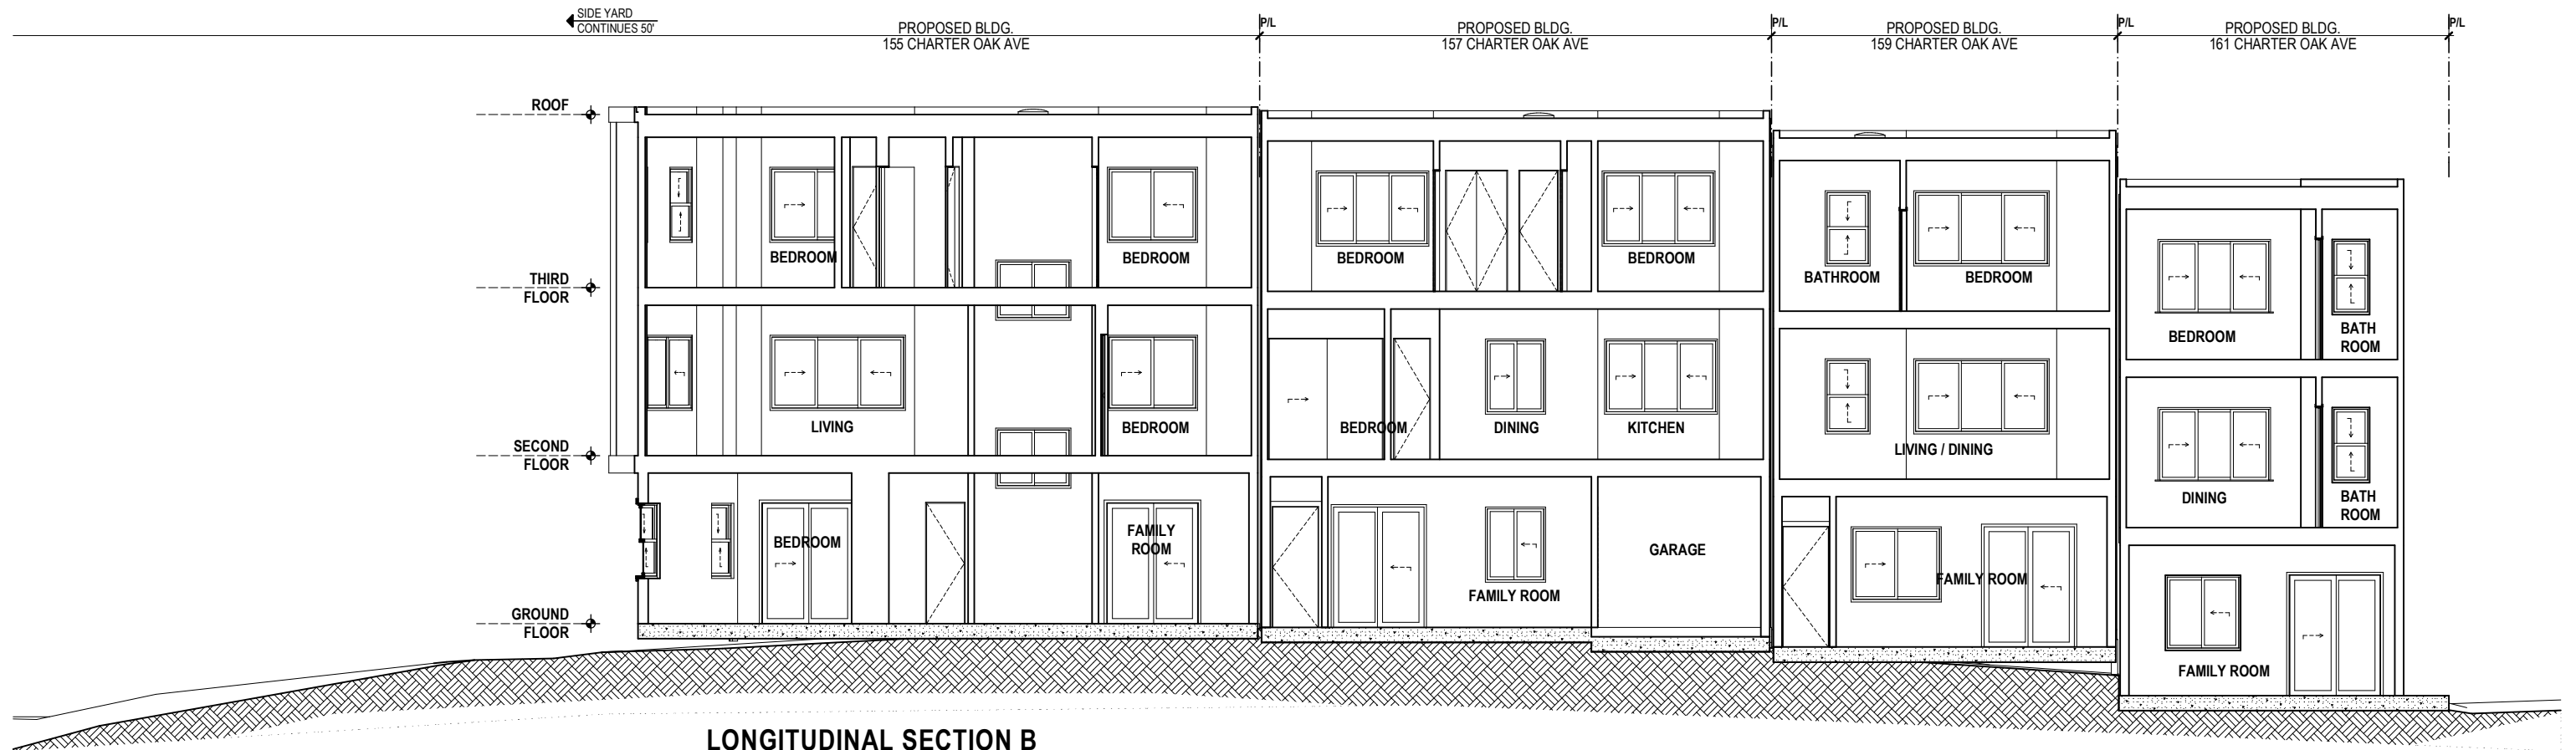 SIDE YARD
CONTINUES 50'
PROPOSED BLDG.
155 CHARTER OAK AVE
P/L
PROPOSED BLDG.
157 CHARTER OAK AVE
P/L
PROPOSED BLDG.
159 CHARTER OAK AVE
P/L
PROPOSED BLDG.
161 CHARTER OAK AVE
P/L
ROOF
THIRD
FLOOR
SECOND
FLOOR
GROUND
FLOOR
BEDROOM
BEDROOM
LIVING
BEDROOM
BEDROOM
FAMILY
ROOM
BEDROOM
BEDROOM
BEDROOM
DINING
KITCHEN
FAMILY ROOM
GARAGE
BATHROOM
BEDROOM
LIVING / DINING
FAMILY ROOM
BEDROOM
BATH
ROOM
DINING
BATH
ROOM
FAMILY ROOM
LONGITUDINAL SECTION B